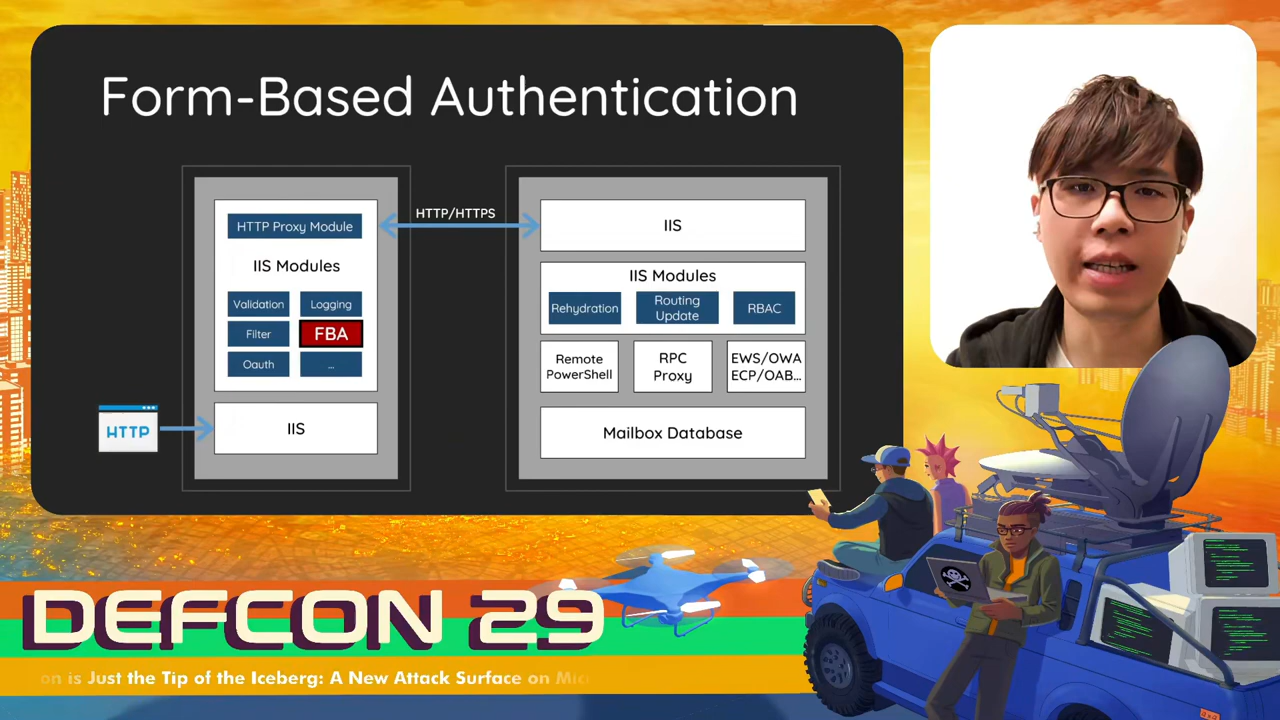 Form-Based Authentication
HTTP Proxy Module
IIS Modules
Validation
Logging
Filter
FBA
Oauth
...
IIS
HTTP
HTTP/HTTPS
IIS
IIS Modules
Rehydration
Routing
Update
RBAC
Remote
PowerShell
RPC
Proxy
EWS/OWA
ECP/OAB...
Mailbox Database
DEFCON 29
on is Just the Tip of the Iceberg: A New Attack Surface on Mic